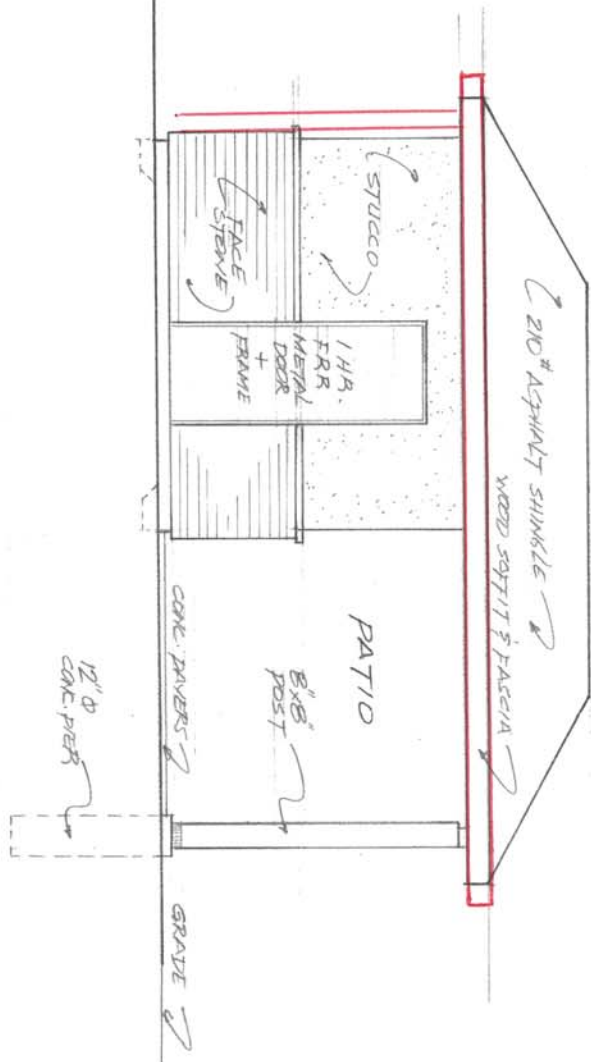 210# ASPHALT SHINGLE
WOOD SOFFIT & FASCIA
STUCCO
FACE
STONE
1 HR.
FRR
METAL
DOOR
+
FRAME
PATIO
8"x8"
POST
CONC. PAVERS
12" Φ
CONC. PIER
GRADE